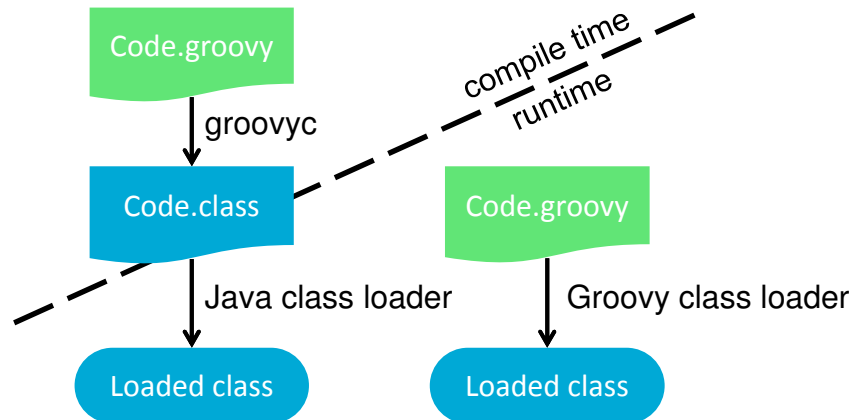 Code.groovy
compile time
runtime
groovyc
Code.class
Code.groovy
Java class loader
Groovy class loader
Loaded class
Loaded class